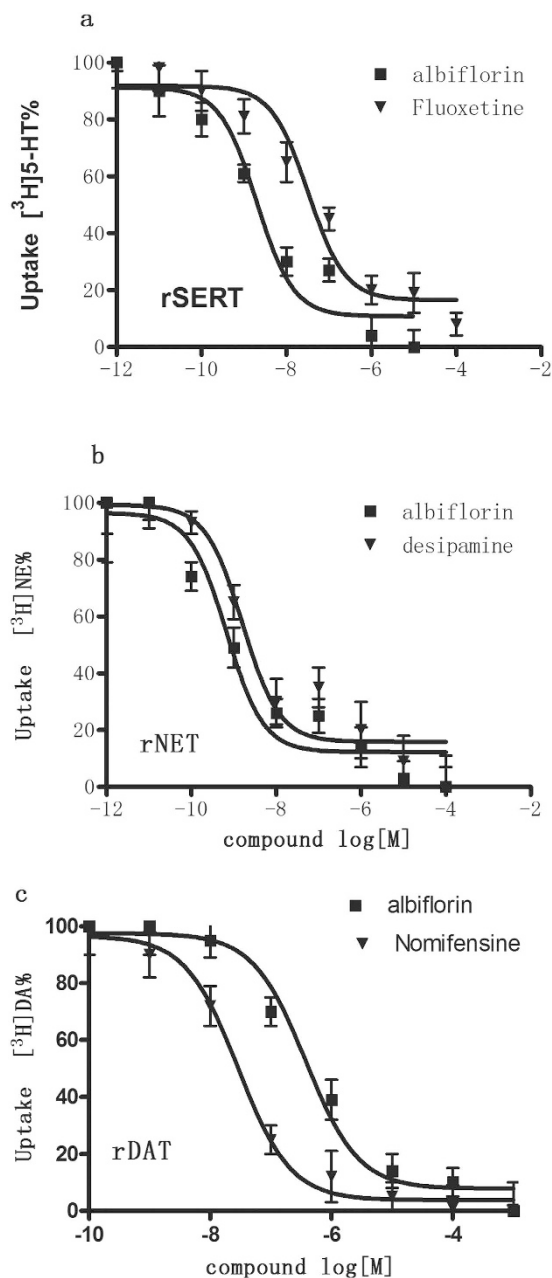 a
100
80
60
40
20
0
Uptake [³H]5-HT%
albiflorin
Fluoxetine
rSERT
-12
-10
-8
-6
-4
-2
b
100
80
60
40
20
0
Uptake [³H]NE%
albiflorin
desipamine
rNET
-12
-10
-8
-6
-4
-2
compound log[M]
c
100
80
60
40
20
0
Uptake [³H]DA%
albiflorin
Nomifensine
rDAT
-10
-8
-6
-4
compound log[M]